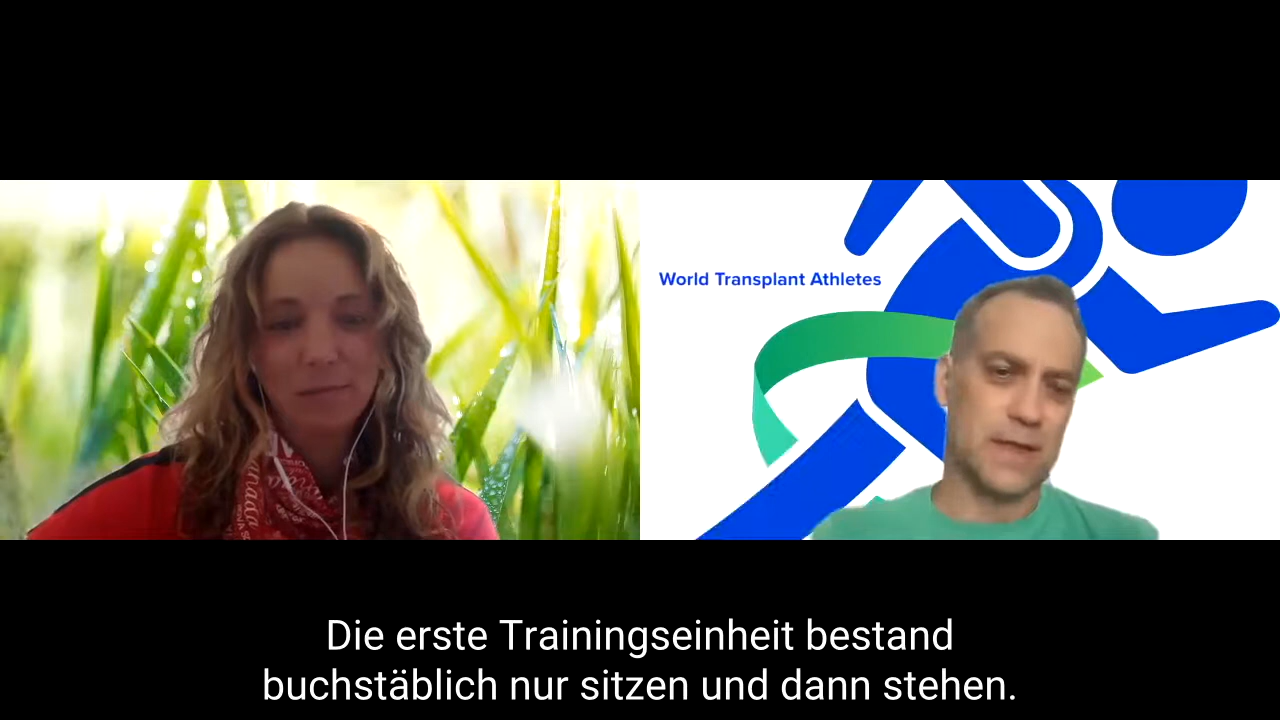 World Transplant Athletes
Die erste Trainingseinheit bestand
buchstäblich nur sitzen und dann stehen.